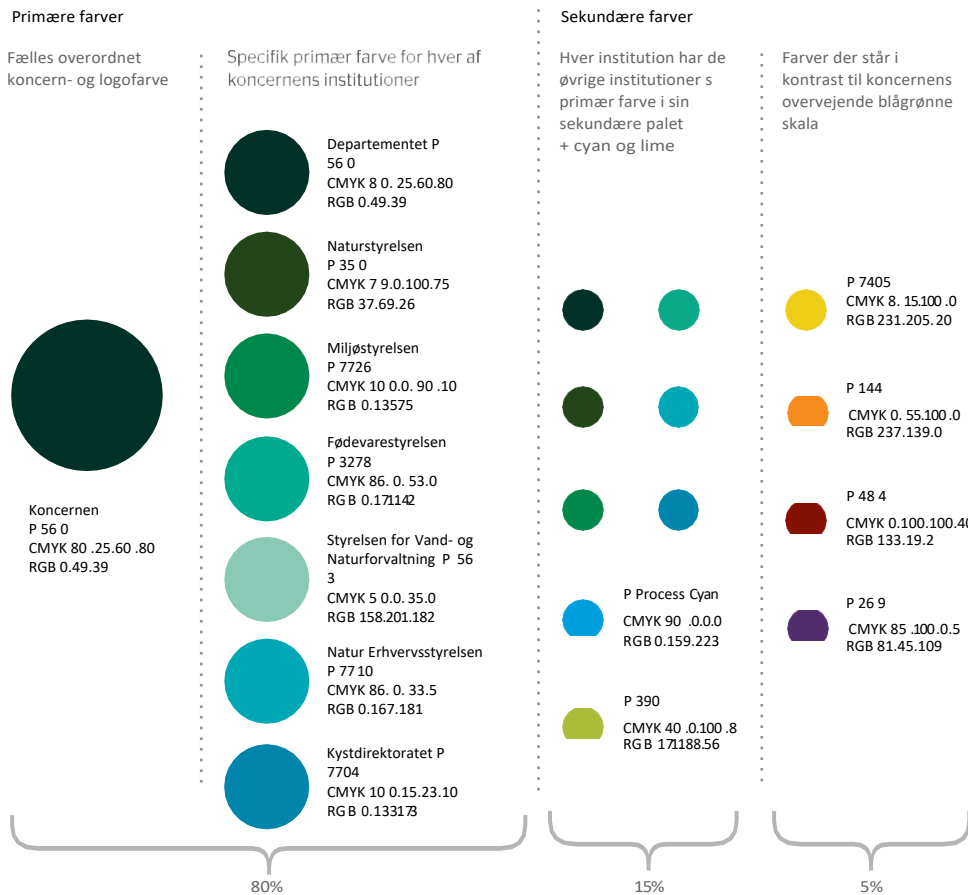 Primære farver
Fælles overordnet
koncern- og logofarve
Koncernen
P 56 0
CMYK 80 .25.60 .80
RGB 0.49.39
Specifik primær farve for hver af
koncernens institutioner
Departementet P
56 0
CMYK 8 0. 25.60.80
RGB 0.49.39
Naturstyrelsen
P 35 0
CMYK 7 9.0.100.75
RGB 37.69.26
Miljøstyrelsen
P 7726
CMYK 10 0.0. 90 .10
RGB 0.13575
Fødevarestyrelsen
P 3278
CMYK 86. 0. 53.0
RGB 0.171142
Styrelsen for Vand- og
Naturforvaltning P 56
3
CMYK 5 0.0. 35.0
RGB 158.201.182
Natur Erhvervsstyrelsen
P 7710
CMYK 86. 0. 33.5
RGB 0.167.181
Kystdirektoratet P
7704
CMYK 10 0.15.23.10
RGB 0.133173
80%
Sekundære farver
Hver institution har de
øvrige institutioner s
primær farve i sin
sekundære palet
+ cyan og lime
P Process Cyan
CMYK 90 .0.0.0
RGB 0.159.223
P 390
CMYK 40 .0.100 .8
RGB 171188.56
15%
Farver der står i
kontrast til koncernens
overvejende blågrønne
skala
P 7405
CMYK 8. 15.100 .0
RGB 231.205. 20
P 144
CMYK 0. 55.100 .0
RGB 237.139.0
P 48 4
CMYK 0.100.100.40
RGB 133.19.2
P 26 9
CMYK 85 .100.0.5
RGB 81.45.109
5%